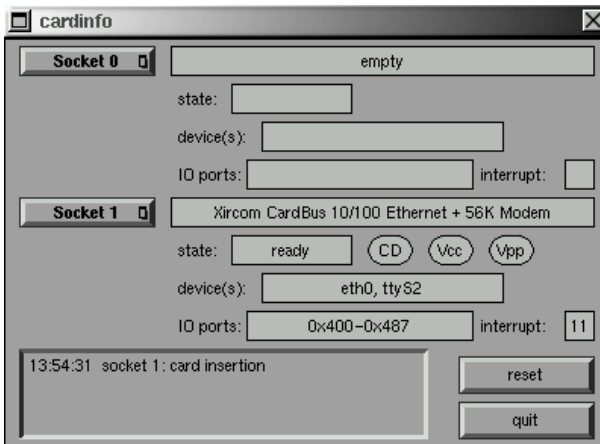 cardinfo
Socket 0 empty
state:
device(s):
IO ports: interrupt:
Socket 1 Xircom CardBus 10/100 Ethernet + 56K Modem
state: ready CD Vcc Vpp
device(s): eth0, ttyS2
IO ports: 0x400-0x487 interrupt: 11
13:54:31 socket 1: card insertion
reset
quit